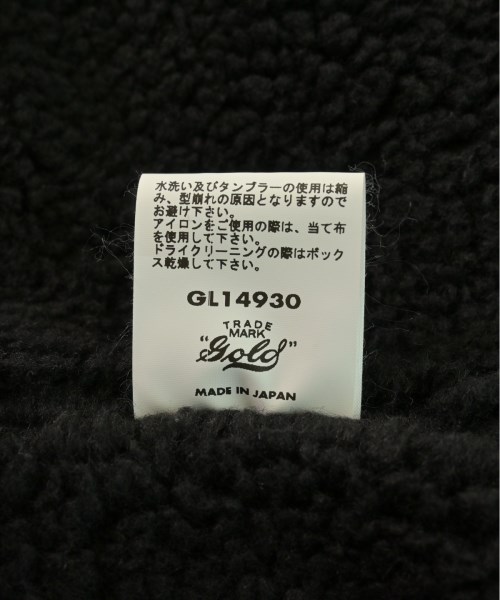 水洗い及びタンブラーの使用は縮
み、型崩れの原因となりますので
お避け下さい。
アイロンをご使用の際は、当て布
を使用して下さい。
ドライクリーニングの際はボック
ス乾燥して下さい。
GL14930
TRADE
MARK
"Gold"
MADE IN JAPAN